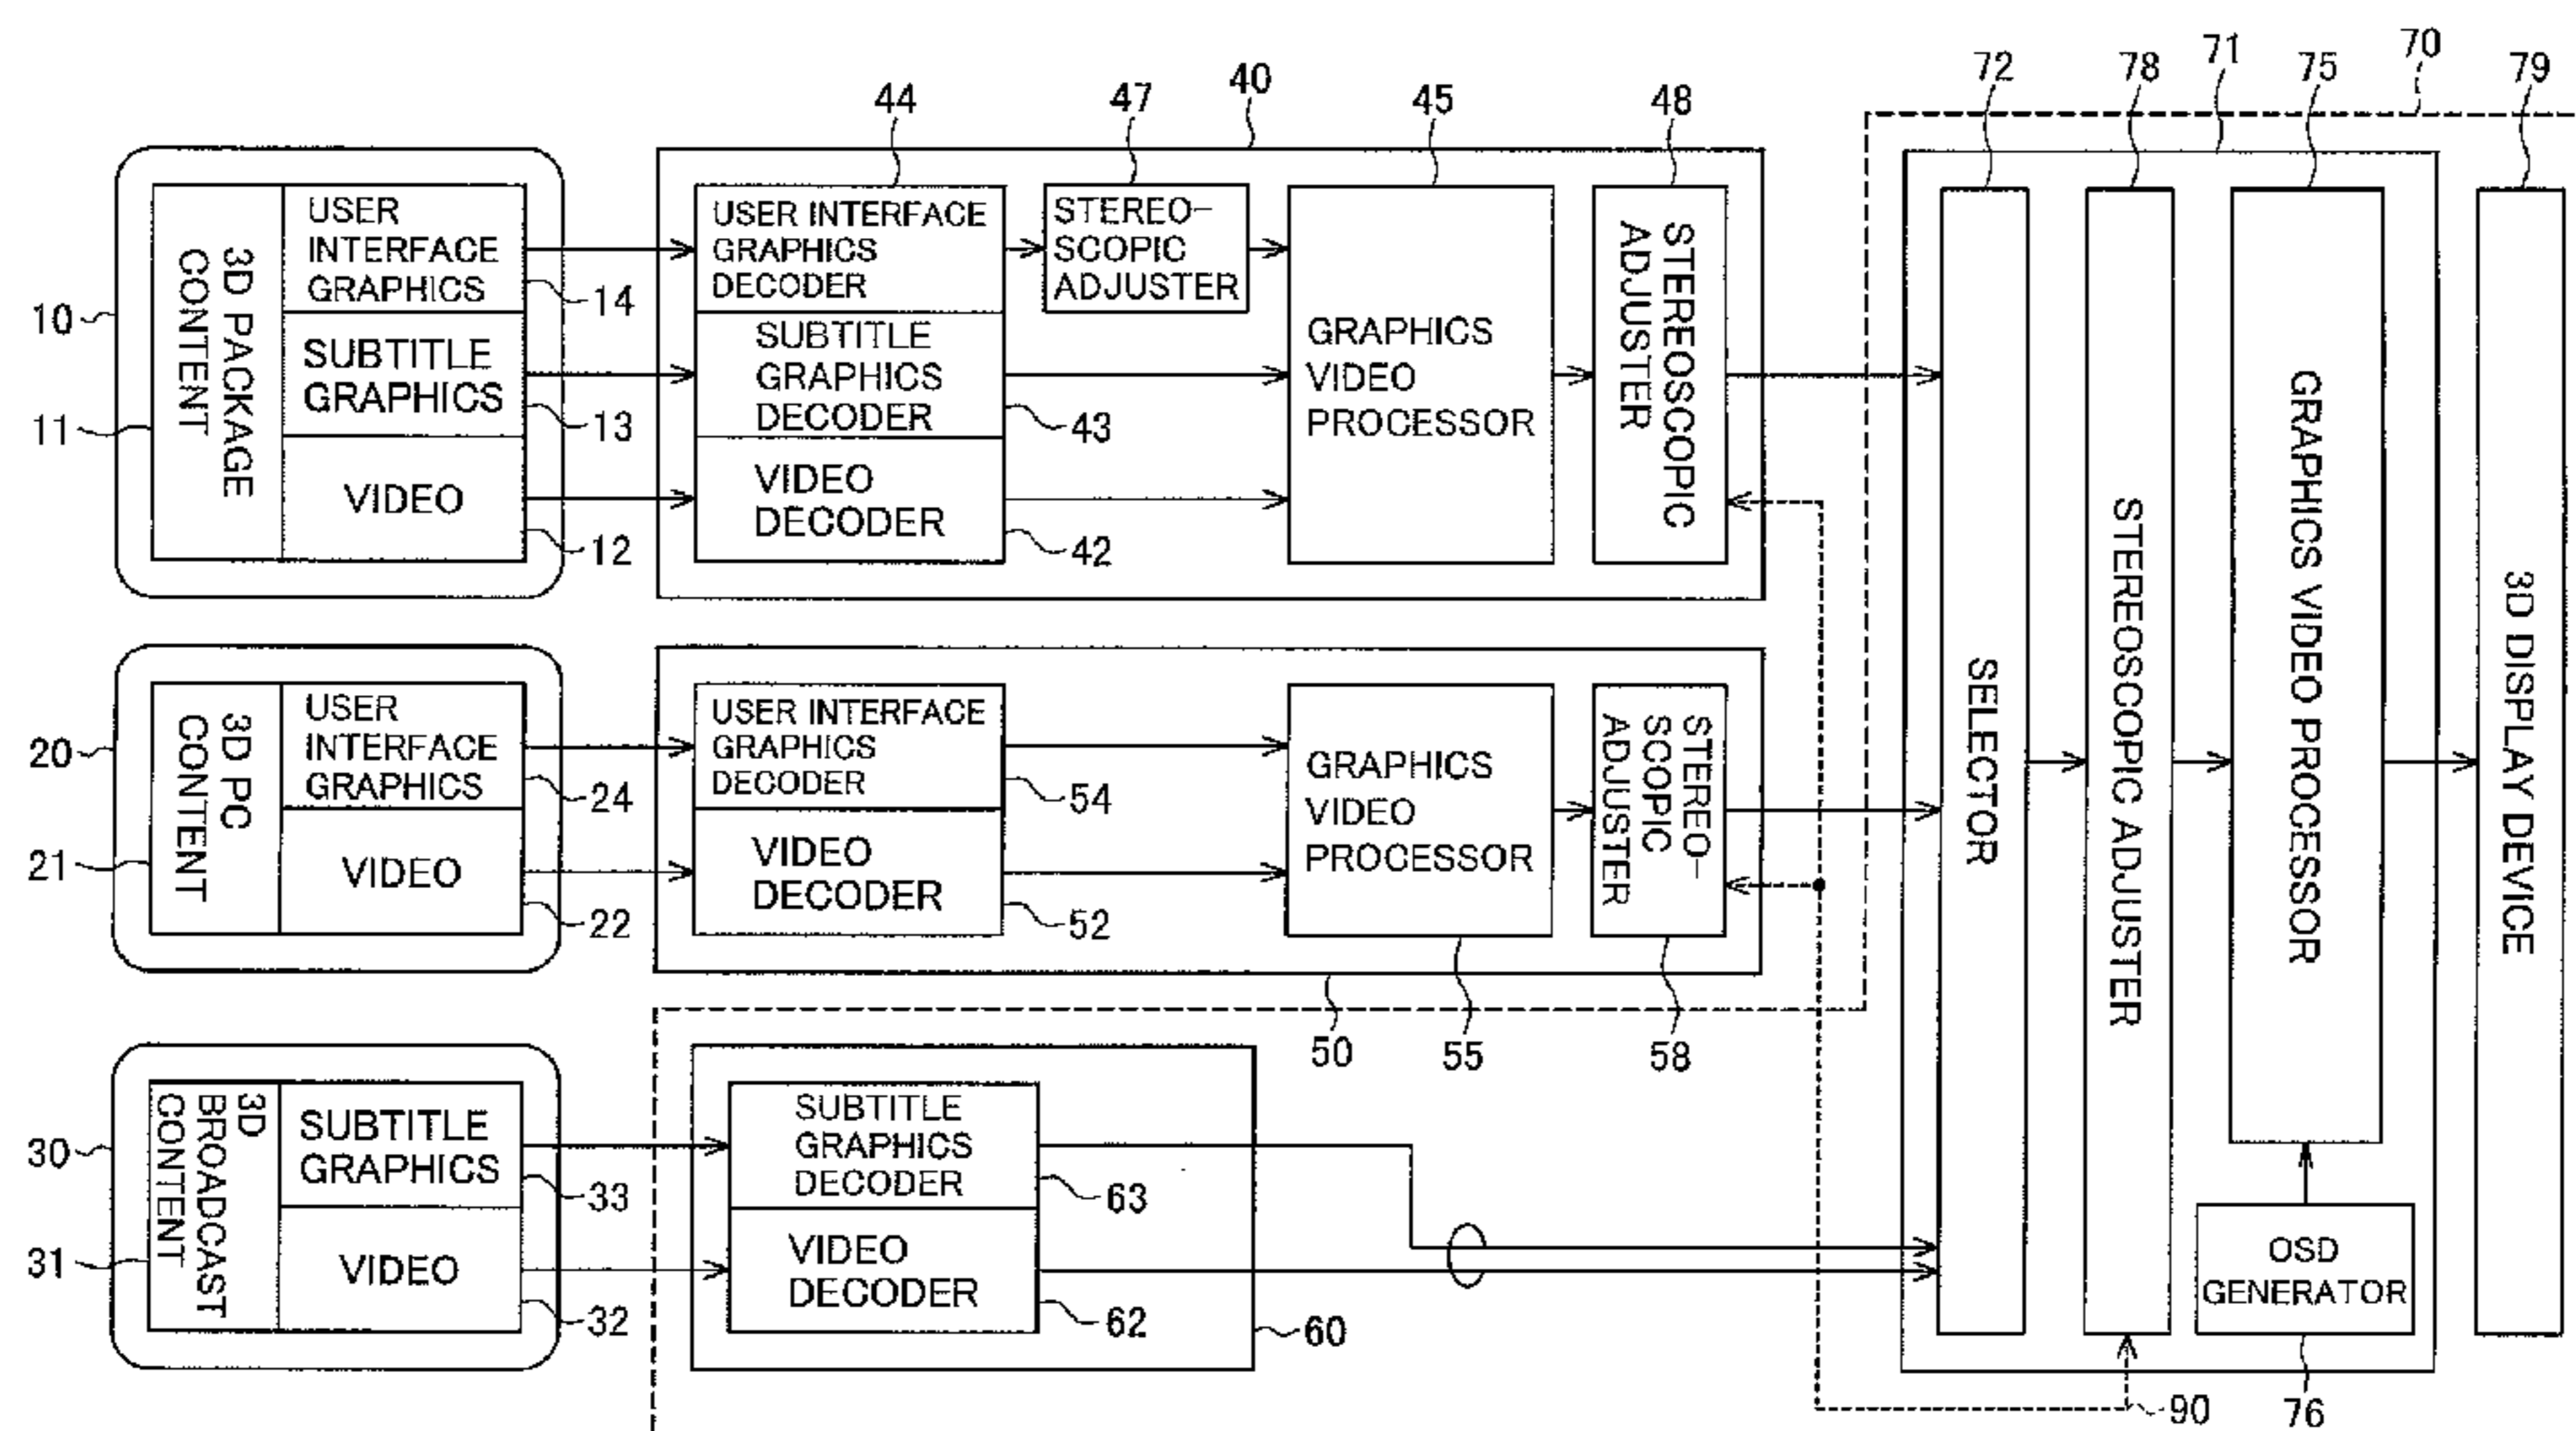 70
71
72
78
75
79
40
44
47
45
48
10
11
3D PACKAGE
CONTENT
USER
INTERFACE
GRAPHICS
14
SUBTITLE
GRAPHICS
13
VIDEO
12
USER INTERFACE
GRAPHICS
DECODER
STEREO-
SCOPIC
ADJUSTER
SUBTITLE
GRAPHICS
DECODER
43
VIDEO
DECODER
42
GRAPHICS
VIDEO
PROCESSOR
STEREOSCOPIC
ADJUSTER
20
21
3D PC
CONTENT
USER
INTERFACE
GRAPHICS
24
VIDEO
22
USER INTERFACE
GRAPHICS
DECODER
54
VIDEO
DECODER
52
GRAPHICS
VIDEO
PROCESSOR
STEREO-
SCOPIC
ADJUSTER
50
55
58
30
31
3D
BROADCAST
CONTENT
SUBTITLE
GRAPHICS
33
VIDEO
32
SUBTITLE
GRAPHICS
DECODER
63
VIDEO
DECODER
62
60
SELECTOR
STEREOSCOPIC ADJUSTER
GRAPHICS VIDEO PROCESSOR
3D DISPLAY DEVICE
OSD
GENERATOR
90
76